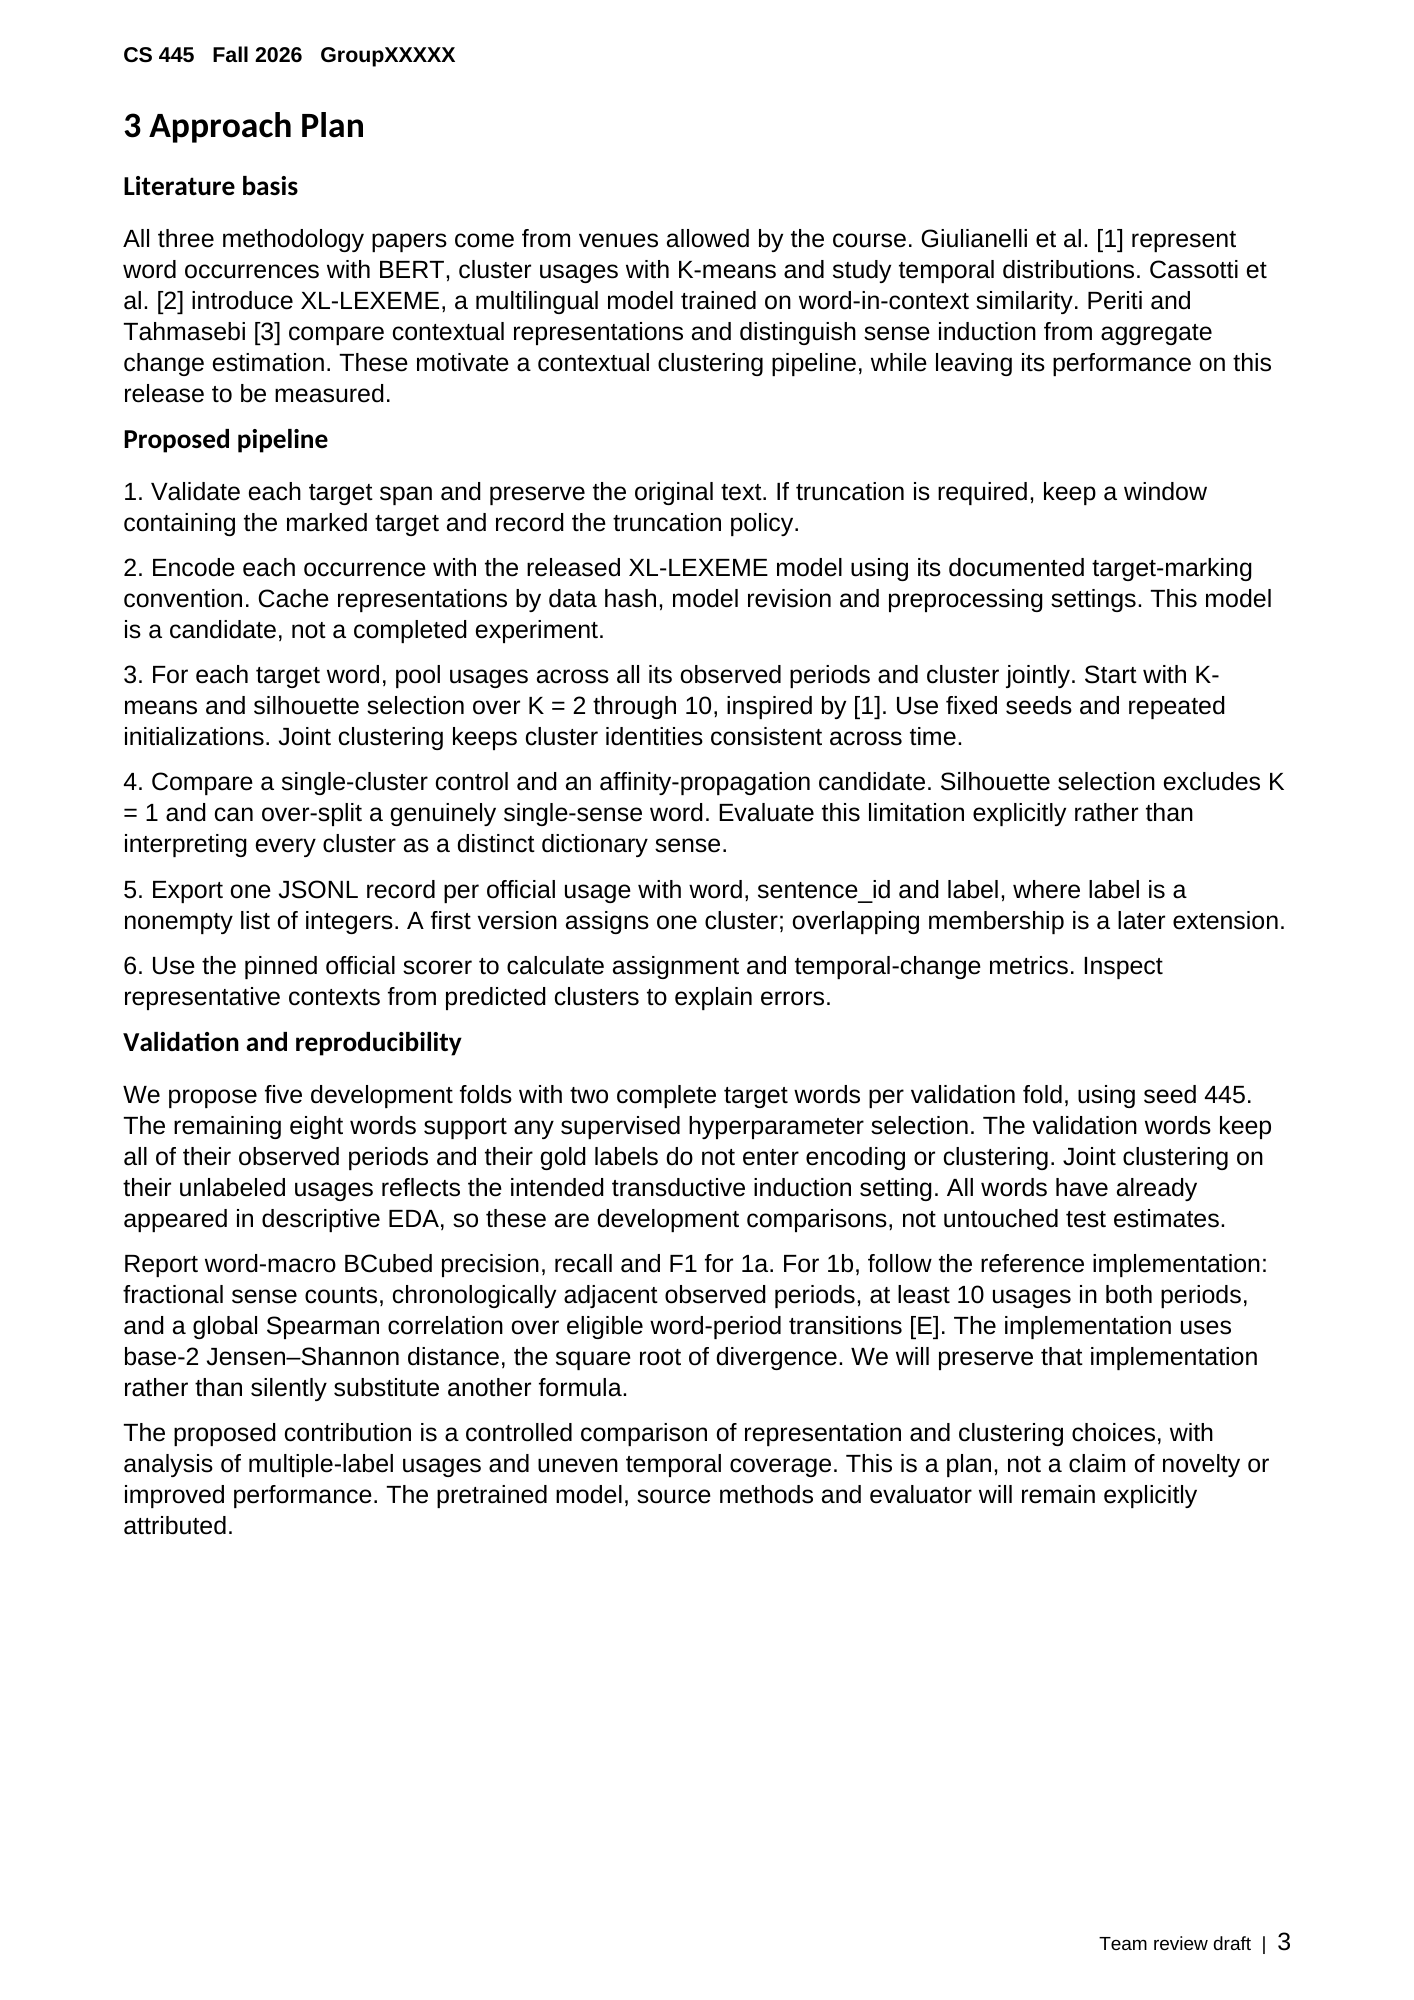 CS 445 Fall 2026 GroupXXXXX
3 Approach Plan
Literature basis
All three methodology papers come from venues allowed by the course. Giulianelli et al. [1] represent
word occurrences with BERT, cluster usages with K-means and study temporal distributions. Cassotti et
al. [2] introduce XL-LEXEME, a multilingual model trained on word-in-context similarity. Periti and
Tahmasebi [3] compare contextual representations and distinguish sense induction from aggregate
change estimation. These motivate a contextual clustering pipeline, while leaving its performance on this
release to be measured.
Proposed pipeline
1. Validate each target span and preserve the original text. If truncation is required, keep a window
containing the marked target and record the truncation policy.
2. Encode each occurrence with the released XL-LEXEME model using its documented target-marking
convention. Cache representations by data hash, model revision and preprocessing settings. This model
is a candidate, not a completed experiment.
3. For each target word, pool usages across all its observed periods and cluster jointly. Start with K-
means and silhouette selection over K = 2 through 10, inspired by [1]. Use fixed seeds and repeated
initializations. Joint clustering keeps cluster identities consistent across time.
4. Compare a single-cluster control and an affinity-propagation candidate. Silhouette selection excludes K
= 1 and can over-split a genuinely single-sense word. Evaluate this limitation explicitly rather than
interpreting every cluster as a distinct dictionary sense.
5. Export one JSONL record per official usage with word, sentence_id and label, where label is a
nonempty list of integers. A first version assigns one cluster; overlapping membership is a later extension.
6. Use the pinned official scorer to calculate assignment and temporal-change metrics. Inspect
representative contexts from predicted clusters to explain errors.
Validation and reproducibility
We propose five development folds with two complete target words per validation fold, using seed 445.
The remaining eight words support any supervised hyperparameter selection. The validation words keep
all of their observed periods and their gold labels do not enter encoding or clustering. Joint clustering on
their unlabeled usages reflects the intended transductive induction setting. All words have already
appeared in descriptive EDA, so these are development comparisons, not untouched test estimates.
Report word-macro BCubed precision, recall and F1 for 1a. For 1b, follow the reference implementation:
fractional sense counts, chronologically adjacent observed periods, at least 10 usages in both periods,
and a global Spearman correlation over eligible word-period transitions [E]. The implementation uses
base-2 Jensen–Shannon distance, the square root of divergence. We will preserve that implementation
rather than silently substitute another formula.
The proposed contribution is a controlled comparison of representation and clustering choices, with
analysis of multiple-label usages and uneven temporal coverage. This is a plan, not a claim of novelty or
improved performance. The pretrained model, source methods and evaluator will remain explicitly
attributed.
Team review draft | 3